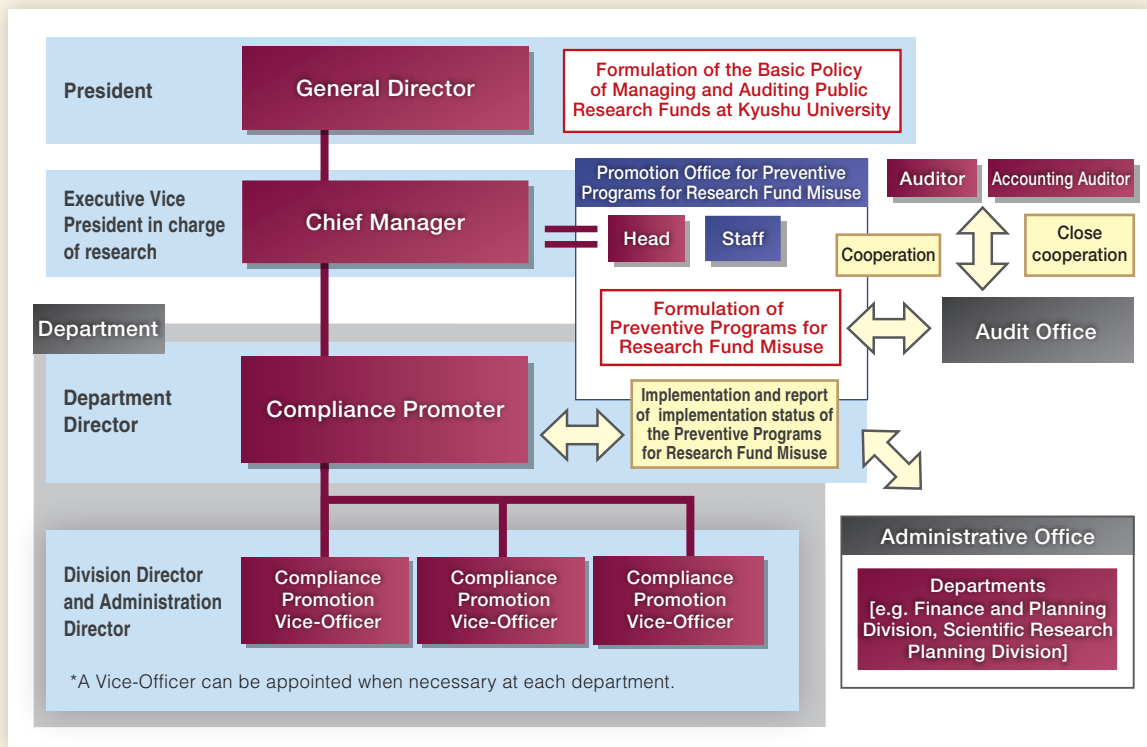 President
General Director
Formulation of the Basic Policy
of Managing and Auditing Public
Research Funds at Kyushu University
Executive Vice
President in charge
of research
Chief Manager
Promotion Office for Preventive
Programs for Research Fund Misuse
Head
Staff
Auditor
Accounting Auditor
Cooperation
Close
cooperation
Formulation of
Preventive Programs for
Research Fund Misuse
Audit Office
Department
Department
Director
Compliance Promoter
Implementation and report
of implementation status of
the Preventive Programs
for Research Fund Misuse
Division Director
and Administration
Director
Compliance
Promotion
Vice-Officer
Compliance
Promotion
Vice-Officer
Compliance
Promotion
Vice-Officer
*A Vice-Officer can be appointed when necessary at each department.
Administrative Office
Departments
[e.g. Finance and Planning
Division, Scientific Research
Planning Division]